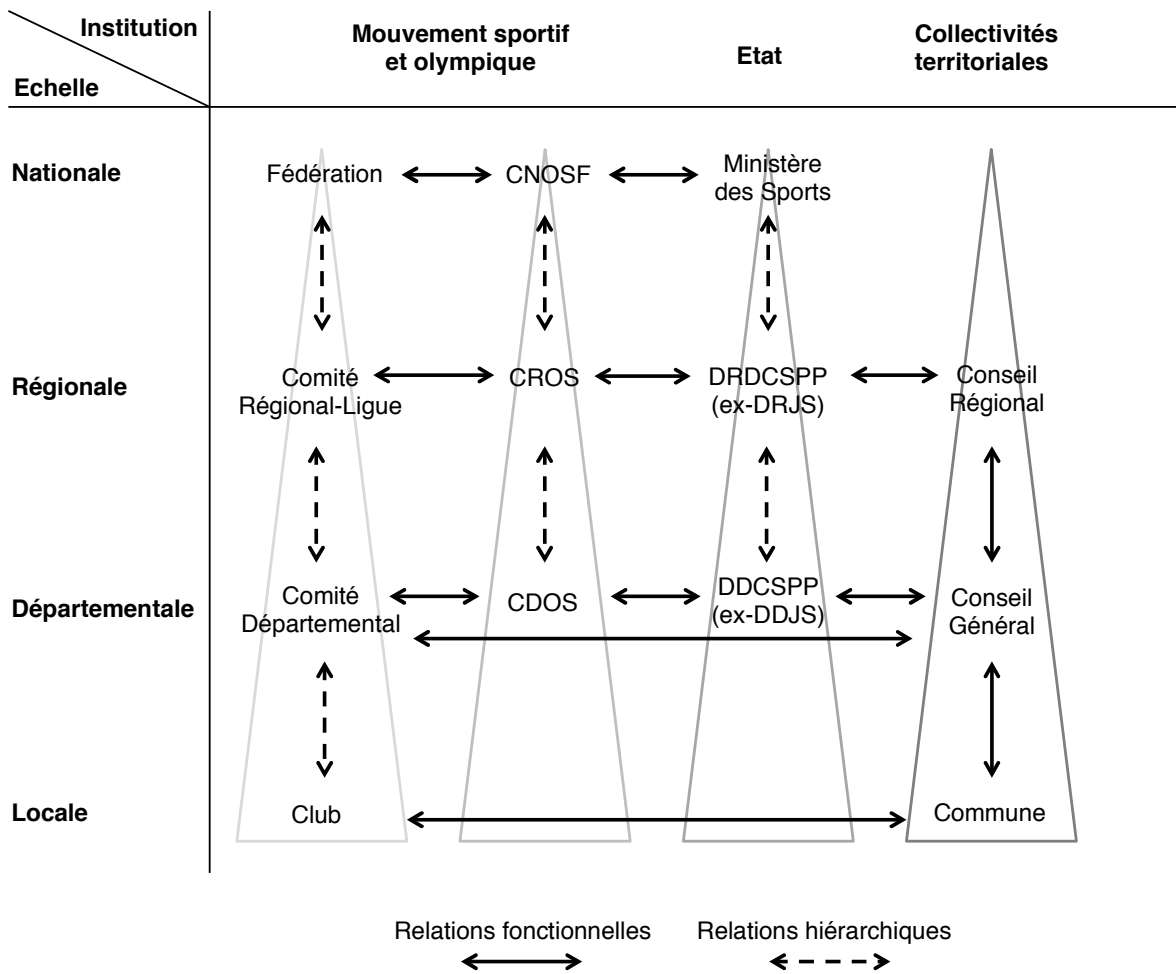 Institution
Echelle
Mouvement sportif
et olympique
Etat
Collectivités
territoriales
Nationale
Fédération
CNOSF
Ministère
des Sports
Régionale
Comité
Régional-Ligue
CROS
DRDCSPP
(ex-DRJS)
Conseil
Régional
Départementale
Comité
Départemental
CDOS
DDCSPP
(ex-DDJS)
Conseil
Général
Locale
Club
Commune
Relations fonctionnelles
Relations hiérarchiques